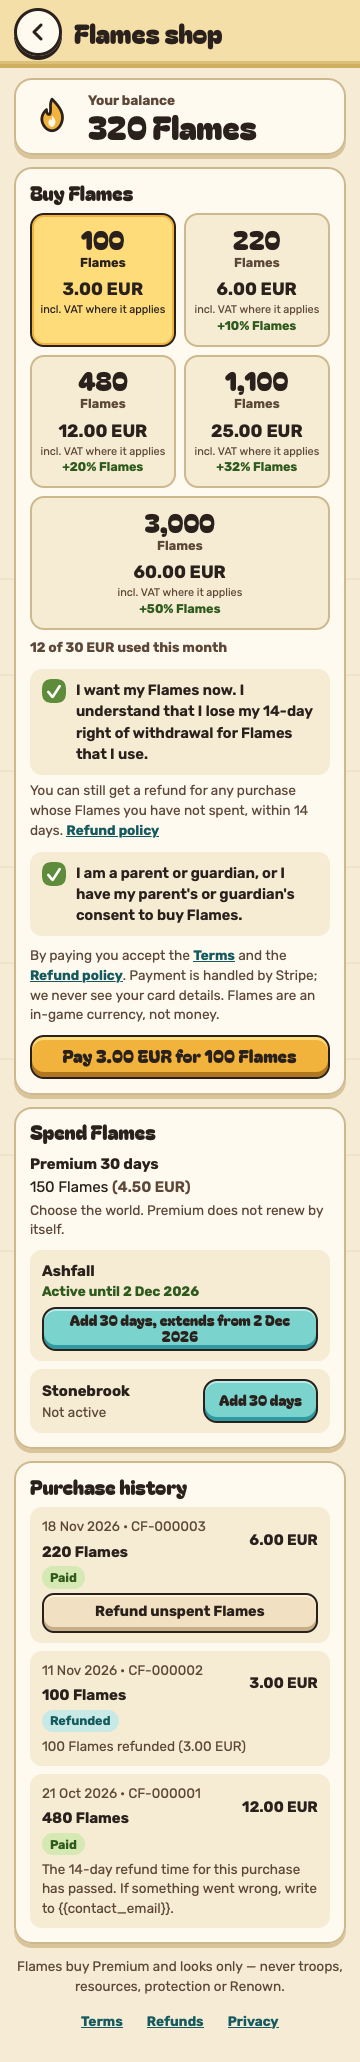 Flames shop
Your balance
320 Flames
Buy Flames
100
Flames
3.00 EUR
incl. VAT where it applies
220
Flames
6.00 EUR
incl. VAT where it applies
+10% Flames
480
Flames
12.00 EUR
incl. VAT where it applies
+20% Flames
1,100
Flames
25.00 EUR
incl. VAT where it applies
+32% Flames
3,000
Flames
60.00 EUR
incl. VAT where it applies
+50% Flames
12 of 30 EUR used this month
I want my Flames now. I
understand that I lose my 14-day
right of withdrawal for Flames
that I use.
You can still get a refund for any purchase
whose Flames you have not spent, within 14
days. Refund policy
I am a parent or guardian, or I
have my parent's or guardian's
consent to buy Flames.
By paying you accept the Terms and the
Refund policy. Payment is handled by Stripe;
we never see your card details. Flames are an
in-game currency, not money.
Pay 3.00 EUR for 100 Flames
Spend Flames
Premium 30 days
150 Flames (4.50 EUR)
Choose the world. Premium does not renew by
itself.
Ashfall
Active until 2 Dec 2026
Add 30 days, extends from 2 Dec
2026
Stonebrook
Not active
Add 30 days
Purchase history
18 Nov 2026 • CF-000003
220 Flames
6.00 EUR
Paid
Refund unspent Flames
11 Nov 2026 • CF-000002
100 Flames
3.00 EUR
Refunded
100 Flames refunded (3.00 EUR)
21 Oct 2026 • CF-000001
480 Flames
12.00 EUR
Paid
The 14-day refund time for this purchase
has passed. If something went wrong, write
to {{contact_email}}.
Flames buy Premium and looks only — never troops,
resources, protection or Renown.
Terms Refunds Privacy